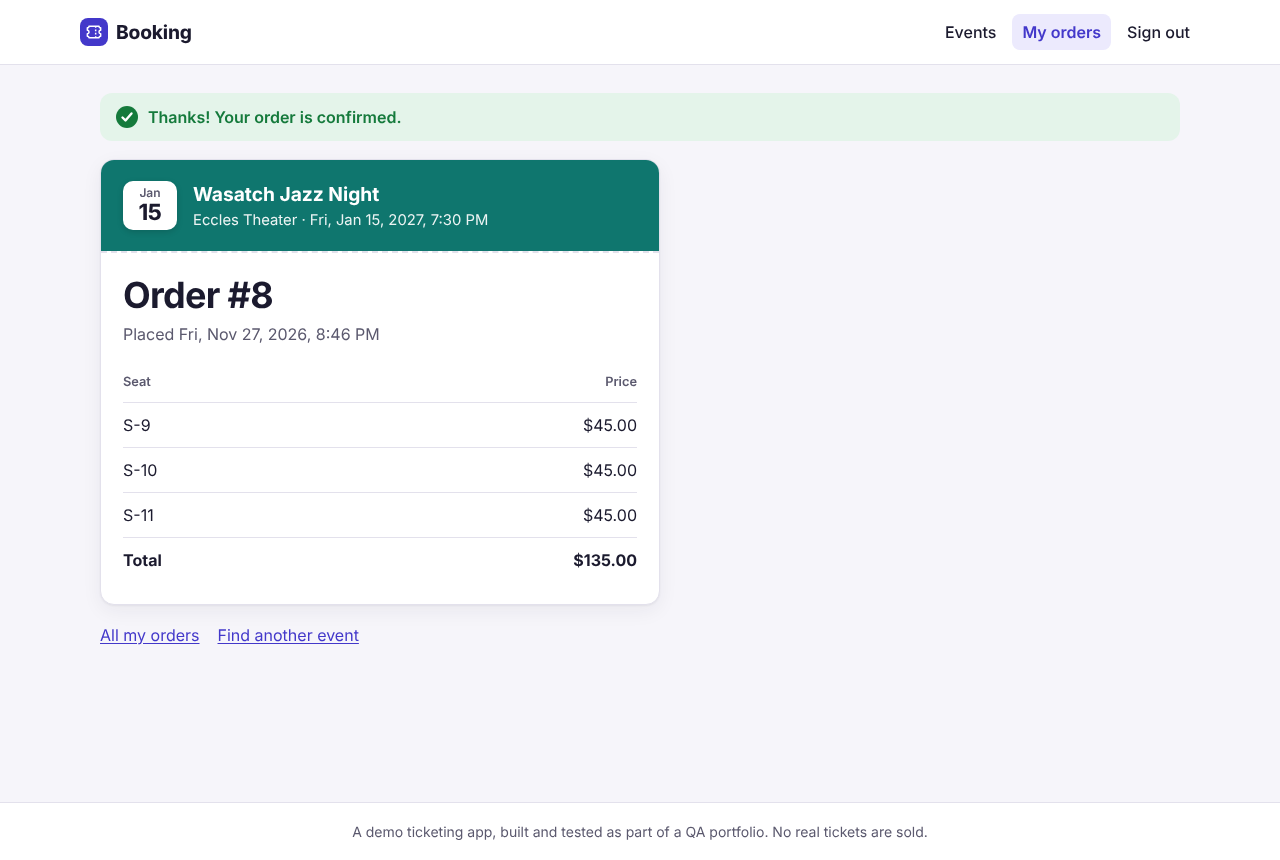 Booking
Events My orders Sign out
Thanks! Your order is confirmed.
Jan
15
Wasatch Jazz Night
Eccles Theater · Fri, Jan 15, 2027, 7:30 PM
Order #8
Placed Fri, Nov 27, 2026, 8:46 PM
Seat Price
S-9 $45.00
S-10 $45.00
S-11 $45.00
Total $135.00
All my orders Find another event
A demo ticketing app, built and tested as part of a QA portfolio. No real tickets are sold.